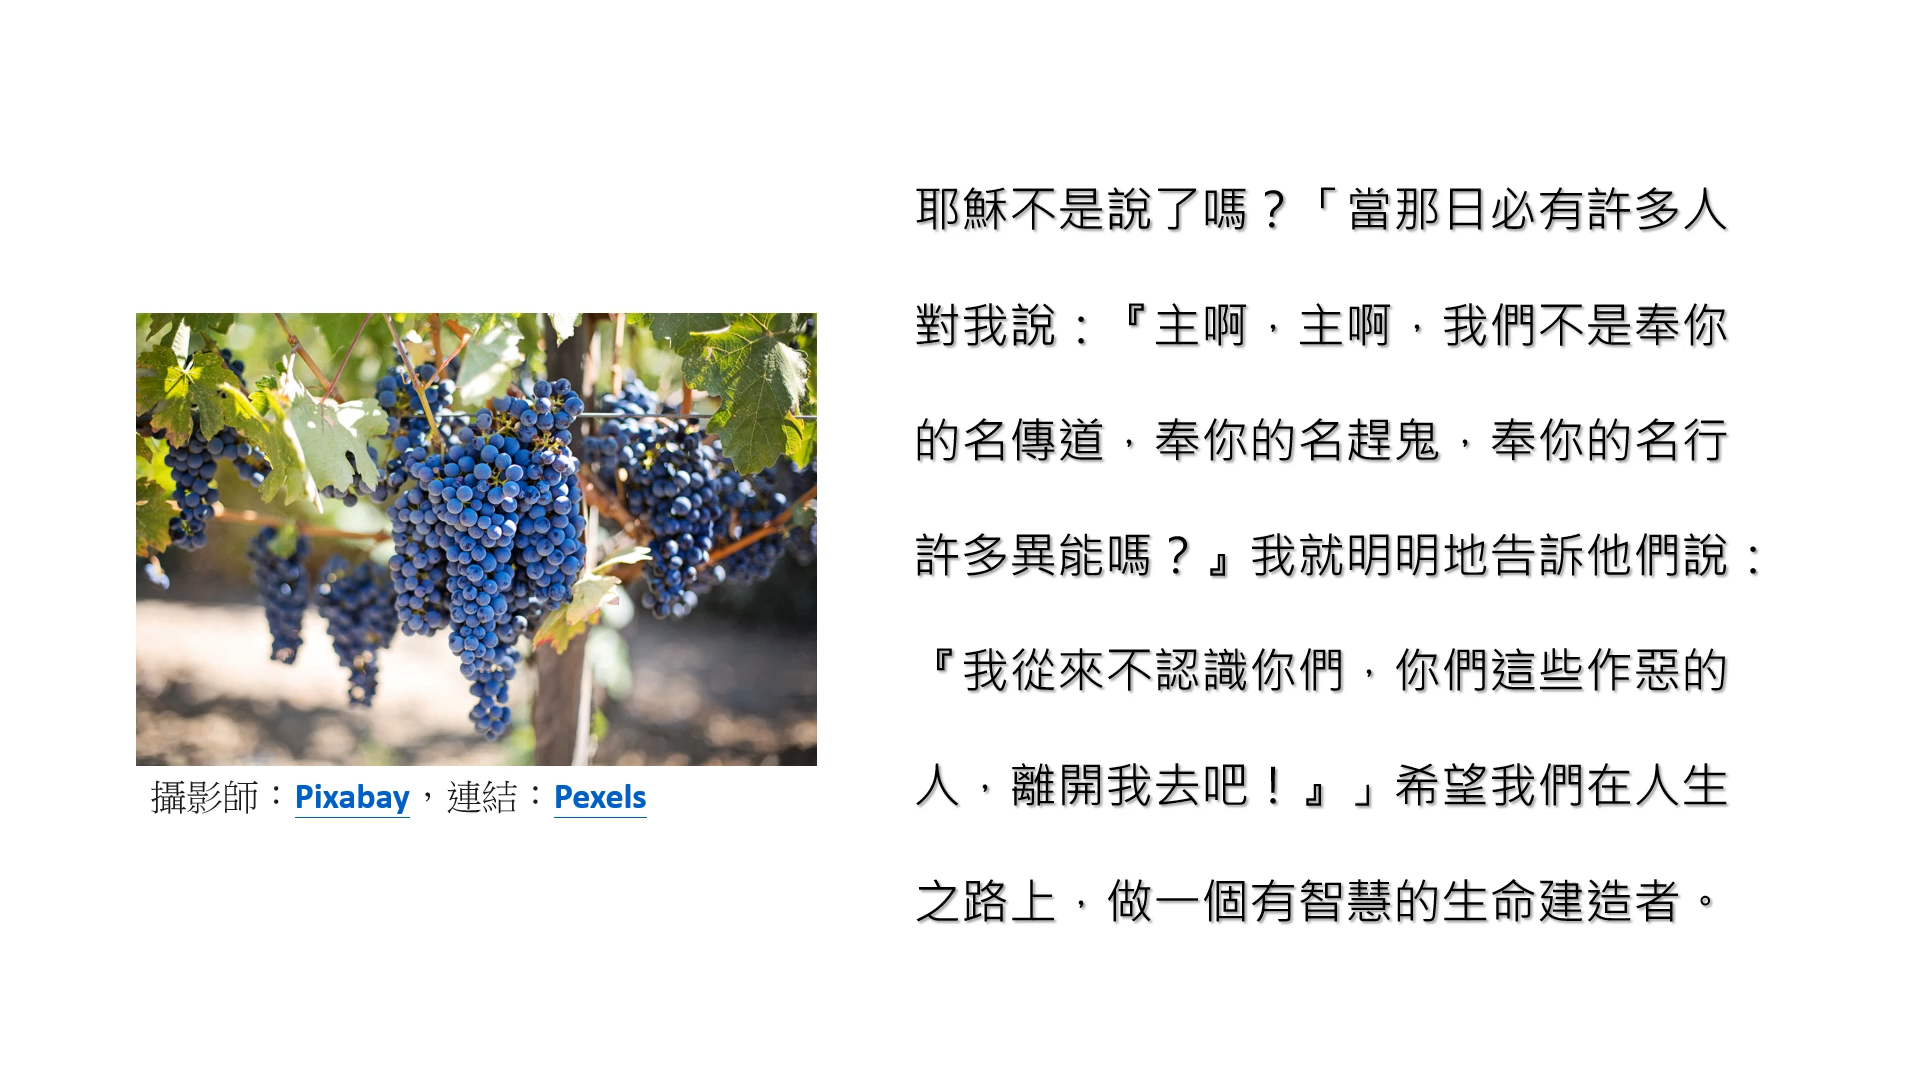 耶穌不是說了嗎？「當那日必有許多人
對我說：『主啊，主啊，我們不是奉你
的名傳道，奉你的名趕鬼，奉你的名行
許多異能嗎？』我就明明地告訴他們說：
『我從來不認識你們，你們這些作惡的
人，離開我去吧！』」希望我們在人生
之路上，做一個有智慧的生命建造者。
攝影師：Pixabay，連結：Pexels